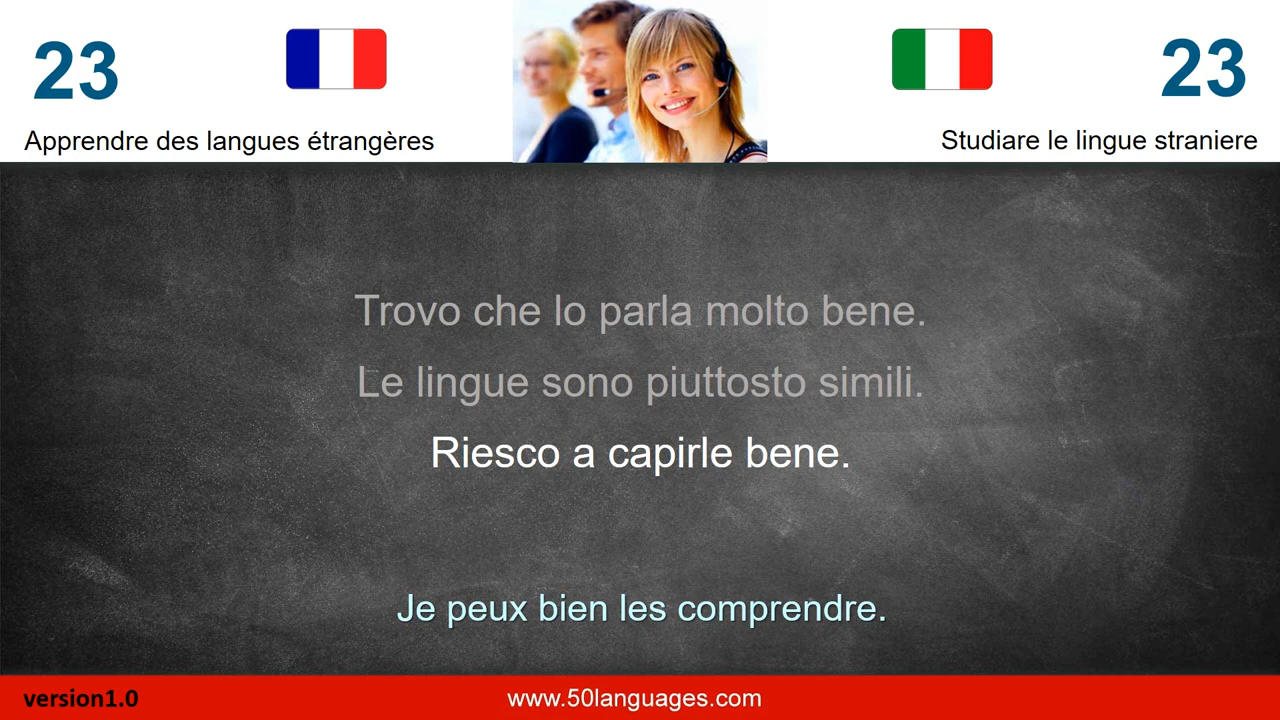 23
23
Apprendre des langues étrangères
Studiare le lingue straniere
Trovo che lo parla molto bene.
Le lingue sono piuttosto simili.
Riesco a capirle bene.
Je peux bien les comprendre.
version1.0
www.50languages.com